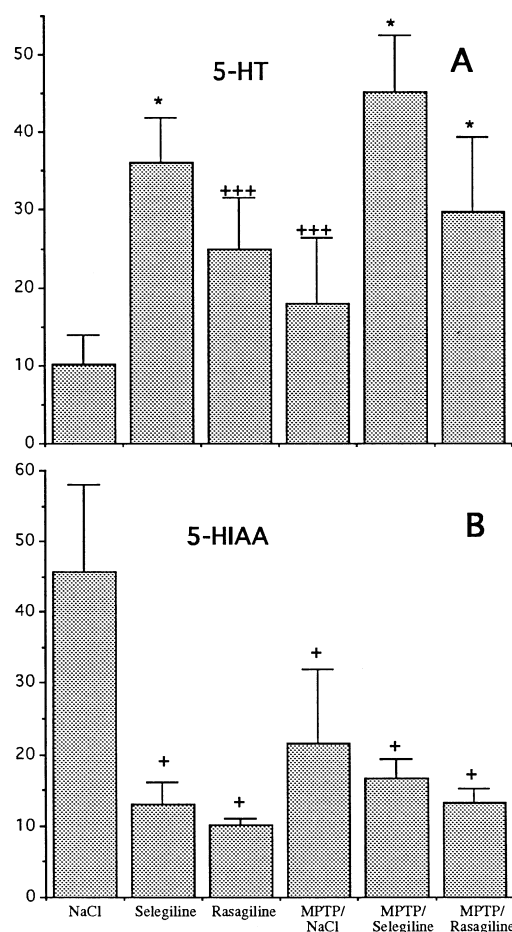 50
40
30
20
10
0
5-HT
A
*
+++
+++
*
*
60
50
40
30
20
10
0
5-HIAA
B
+
+
+
+
+
NaCl
Selegiline
Rasagiline
MPTP/
NaCl
MPTP/
Selegiline
MPTP/
Rasagiline